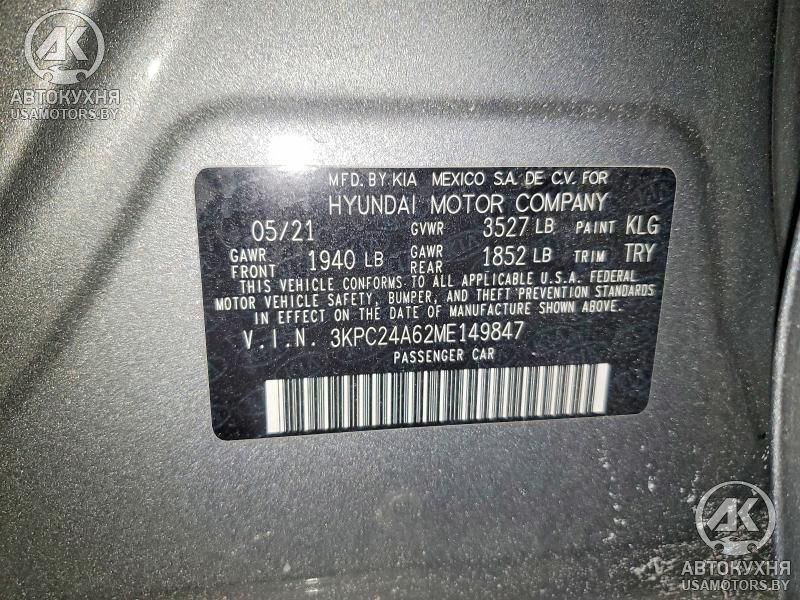 AK
АВТОКУХНЯ
USAMOTORS.BY
MFD. BY KIA MEXICO S.A. DE C.V. FOR
HYUNDAI MOTOR COMPANY
05/21 GVWR 3527 LB PAINT KLG
GAWR FRONT 1940 LB GAWR REAR 1852 LB TRIM TRY
THIS VEHICLE CONFORMS TO ALL APPLICABLE U.S.A. FEDERAL
MOTOR VEHICLE SAFETY, BUMPER, AND THEFT PREVENTION STANDARDS
IN EFFECT ON THE DATE OF MANUFACTURE SHOWN ABOVE.
V.I.N. 3KPC24A62ME149847
PASSENGER CAR
AK
АВТОКУХНЯ
USAMOTORS.BY